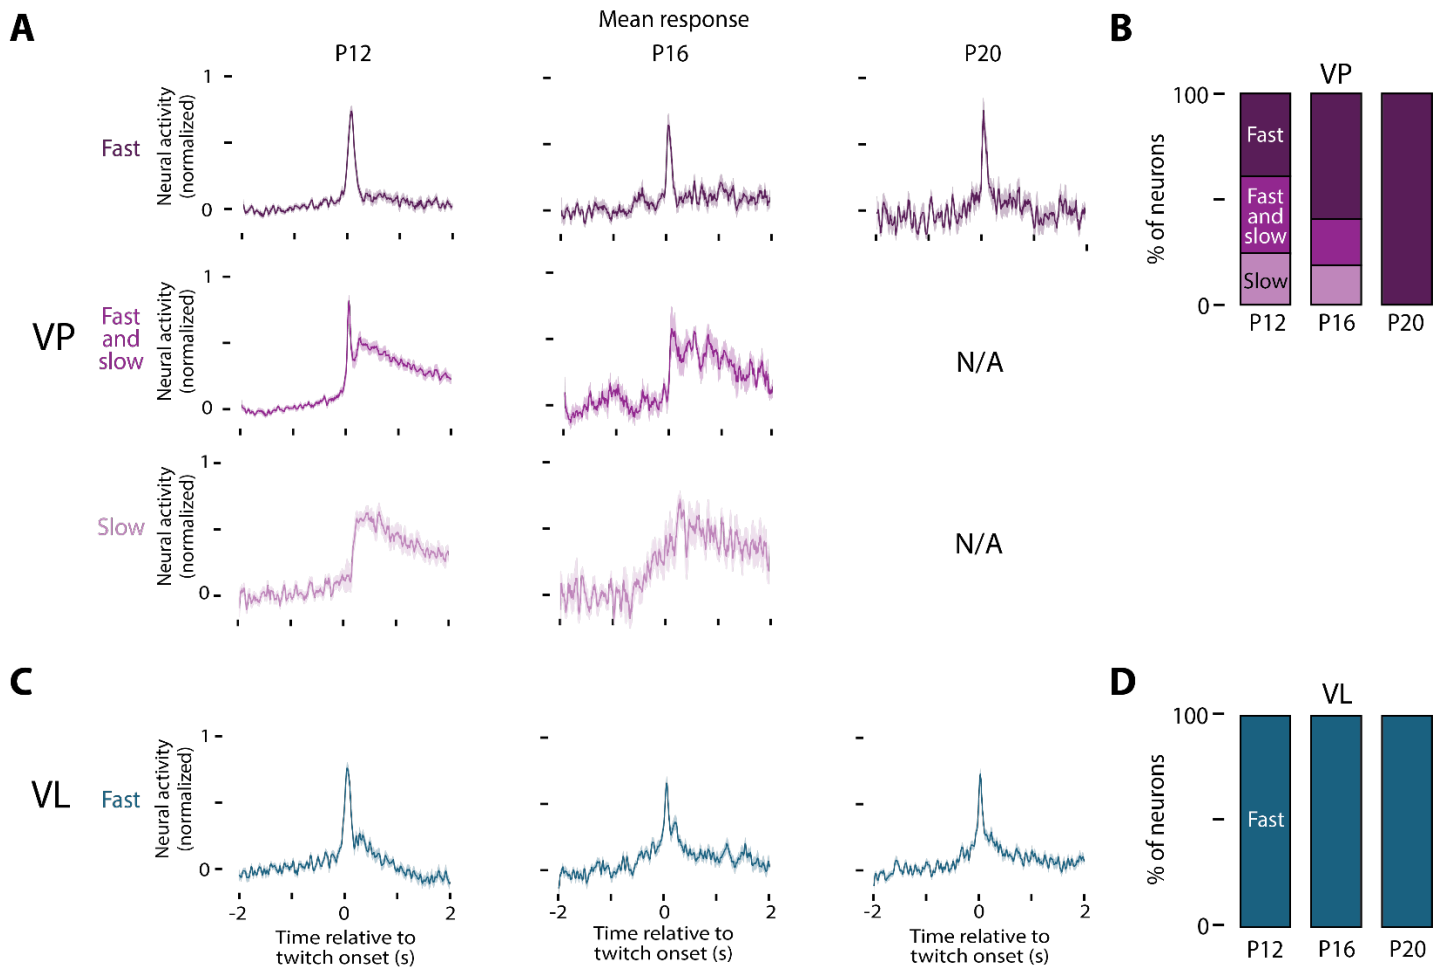 A
Mean response
P12
P16
P20
1
0
Neural activity
(normalized)
Fast
VP
1
0
Neural activity
(normalized)
Fast
and
slow
N/A
1
0
Neural activity
(normalized)
Slow
N/A
B
VP
100
0
% of neurons
Fast
Fast
and
slow
Slow
P12
P16
P20
C
VL
Fast
1
0
Neural activity
(normalized)
-2
0
2
Time relative to
twitch onset (s)
-2
0
2
Time relative to
twitch onset (s)
-2
0
2
Time relative to
twitch onset (s)
D
VL
100
0
% of neurons
Fast
P12
P16
P20